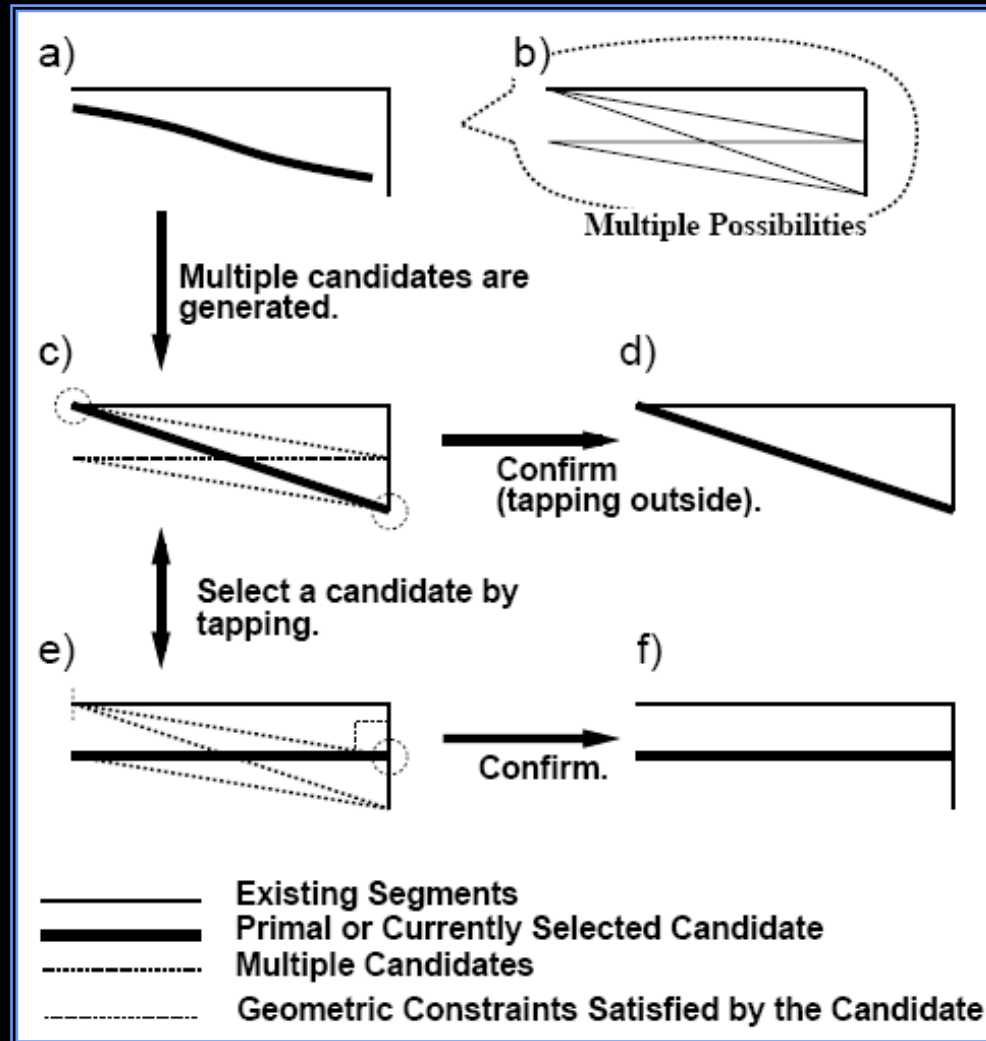 a)
b)
Multiple Possibilities
Multiple candidates are
generated.
c)
d)
Confirm
(tapping outside).
Select a candidate by
tapping.
e)
f)
Confirm.
Existing Segments
Primal or Currently Selected Candidate
Multiple Candidates
Geometric Constraints Satisfied by the Candidate